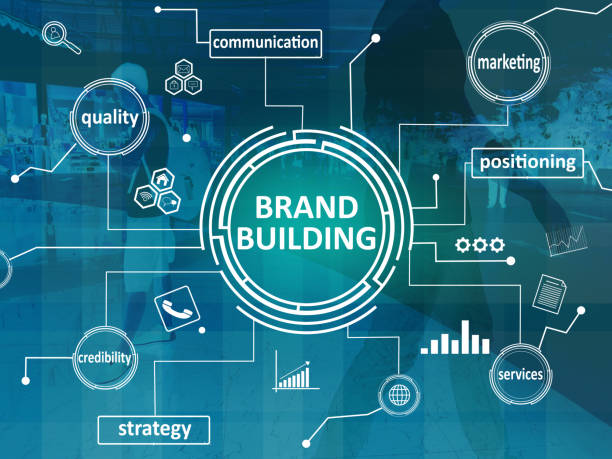 communication
marketing
quality
positioning
BRAND
BUILDING
credibility
services
strategy